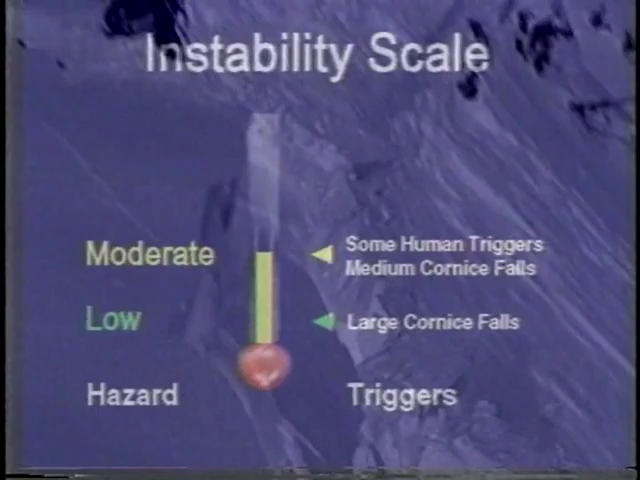 Instability Scale
Moderate
Some Human Triggers
Medium Cornice Falls
Low
Large Cornice Falls
Hazard
Triggers